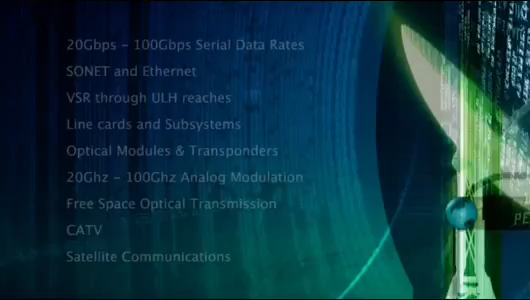 20Gbps - 100Gbps Serial Data Rates
SONET and Ethernet
VSR through ULH reaches
Line cards and Subsystems
Optical Modules & Transponders
20Ghz - 100Ghz Analog Modulation
Free Space Optical Transmission
CATV
Satellite Communications